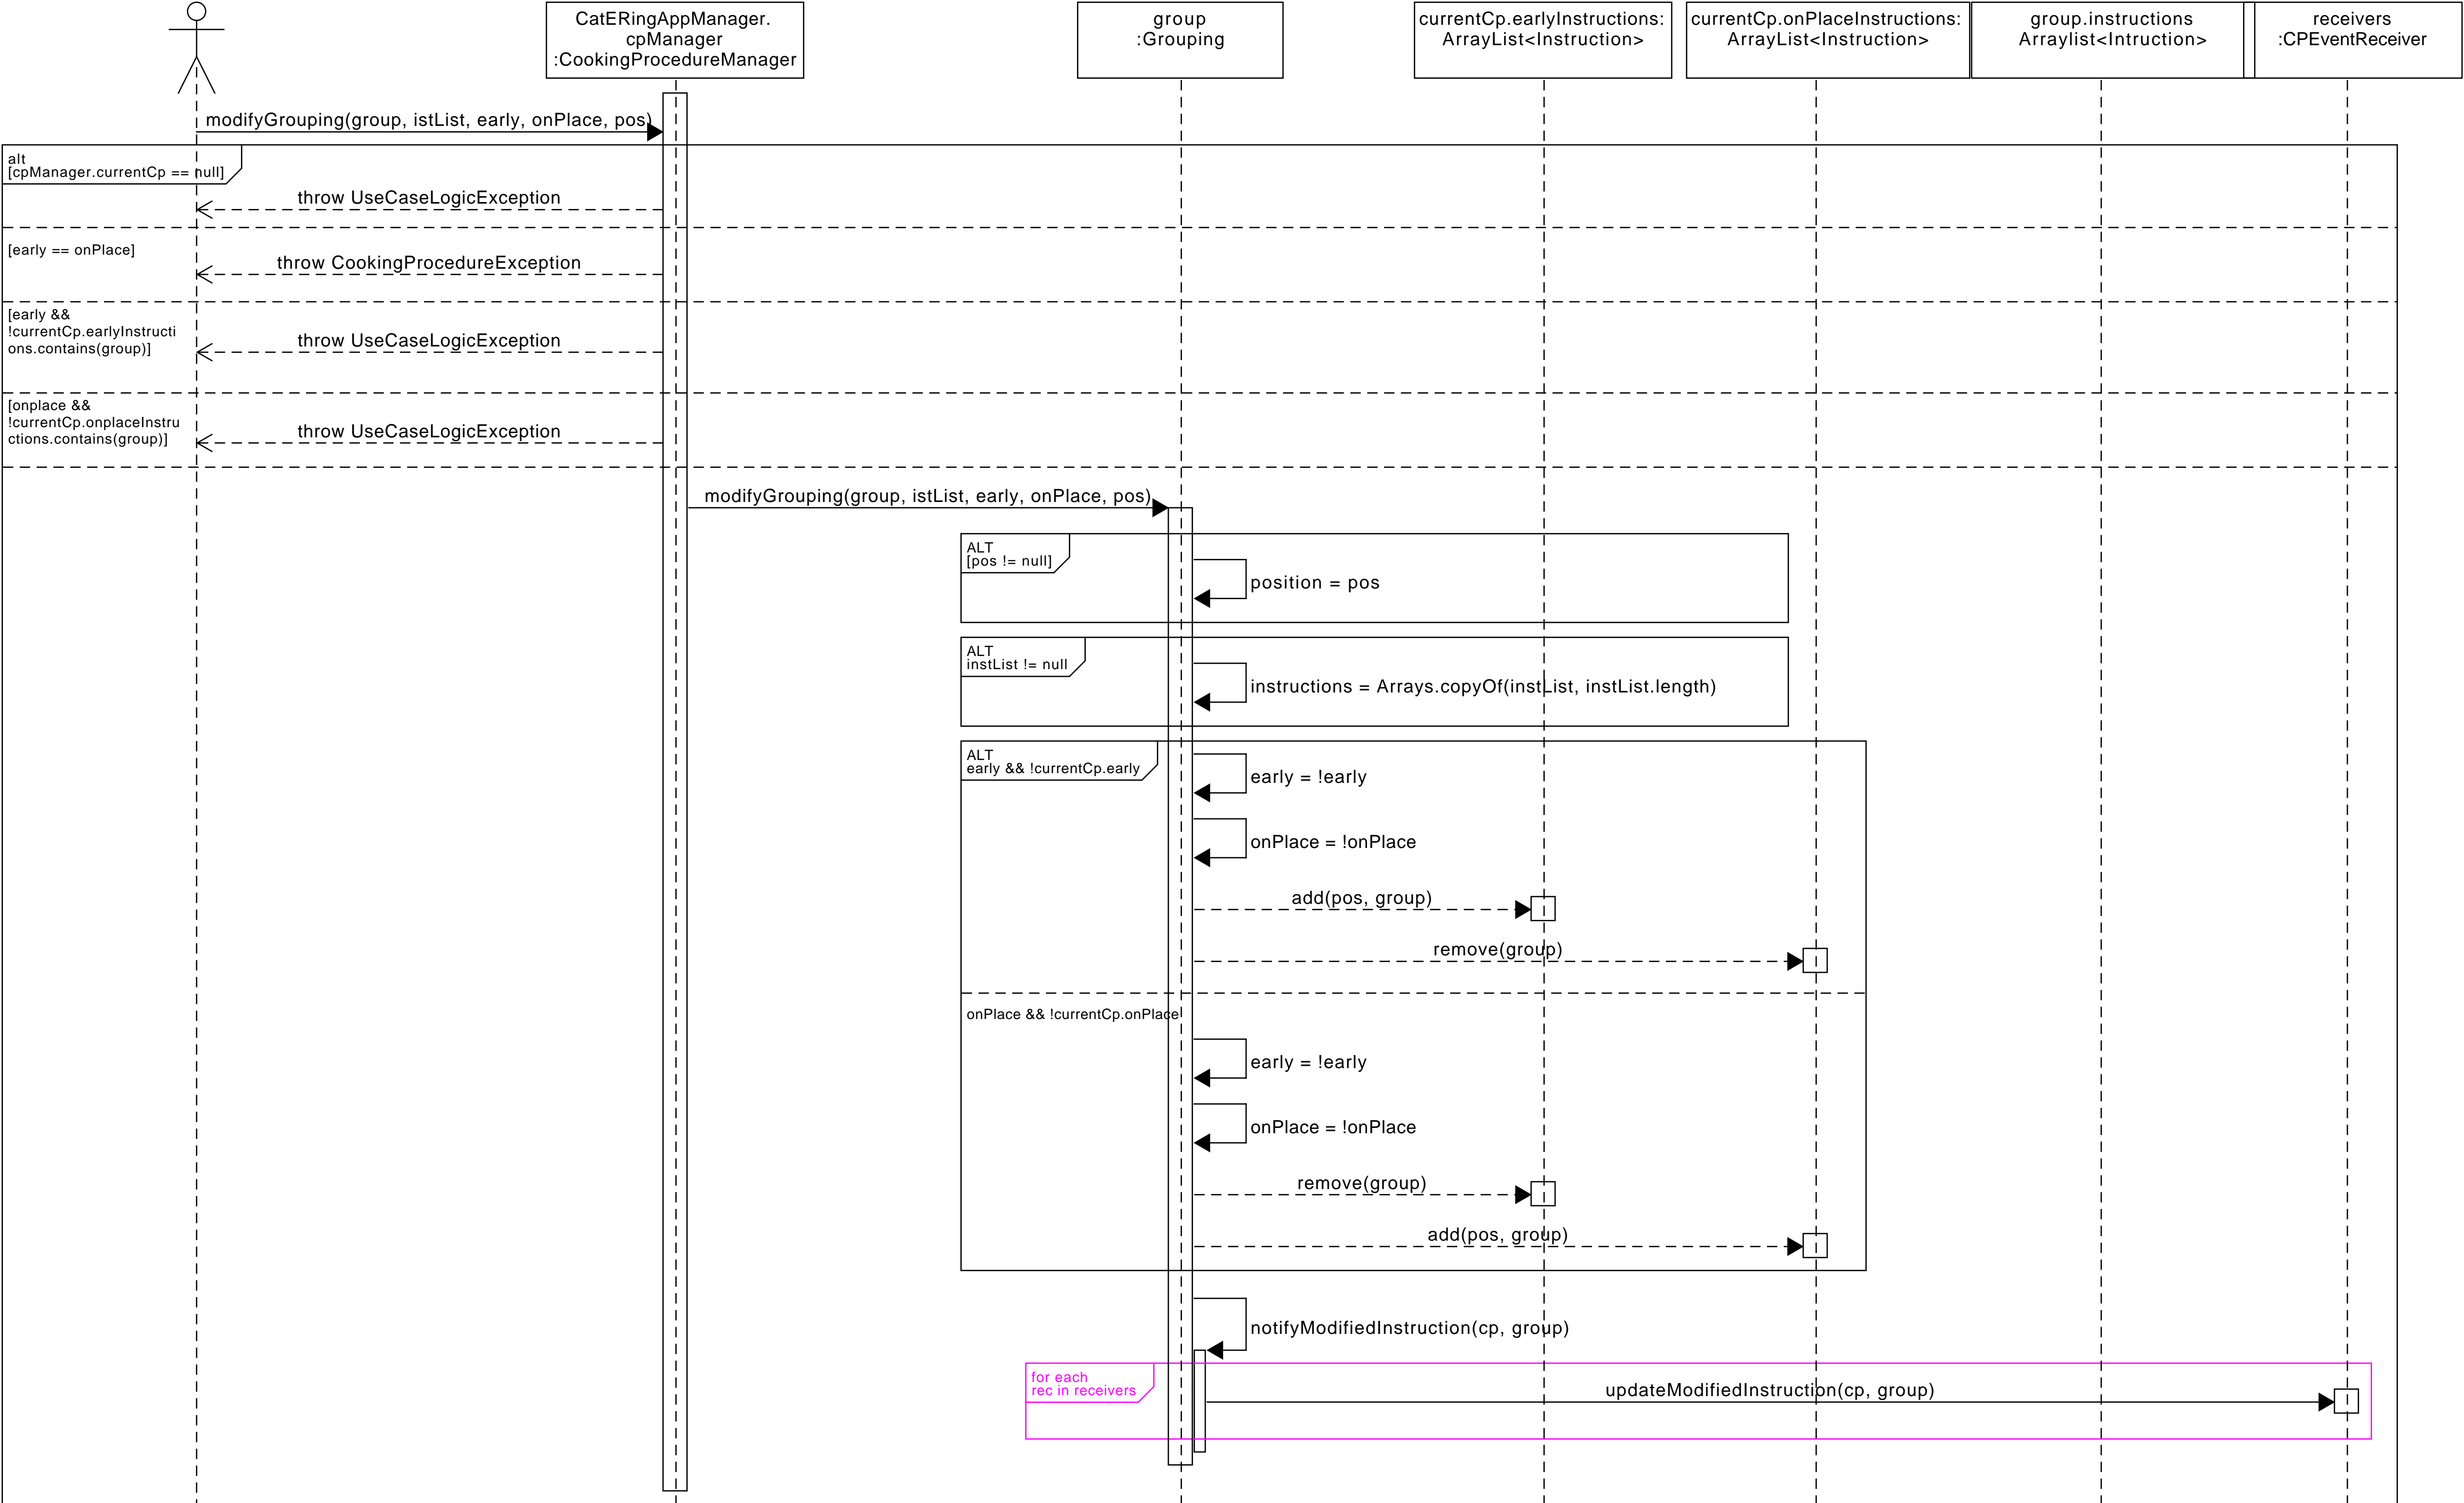 CatERingAppManager.
cpManager
:CookingProcedureManager
group
:Grouping
currentCp.earlyInstructions:
ArrayList<Instruction>
currentCp.onPlaceInstructions:
ArrayList<Instruction>
group.instructions
Arraylist<Intruction>
receivers
:CPEventReceiver
modifyGrouping(group, istList, early, onPlace, pos)
alt
[cpManager.currentCp == null]
throw UseCaseLogicException
[early == onPlace]
throw CookingProcedureException
[early &&
!currentCp.earlyInstructi
ons.contains(group)]
throw UseCaseLogicException
[onplace &&
!currentCp.onplaceInstru
ctions.contains(group)]
throw UseCaseLogicException
modifyGrouping(group, istList, early, onPlace, pos)
ALT
[pos != null]
position = pos
ALT
instList != null
instructions = Arrays.copyOf(instList, instList.length)
ALT
early && !currentCp.early
early = !early
onPlace = !onPlace
add(pos, group)
remove(group)
onPlace && !currentCp.onPlace
early = !early
onPlace = !onPlace
remove(group)
add(pos, group)
notifyModifiedInstruction(cp, group)
for each
rec in receivers
updateModifiedInstruction(cp, group)